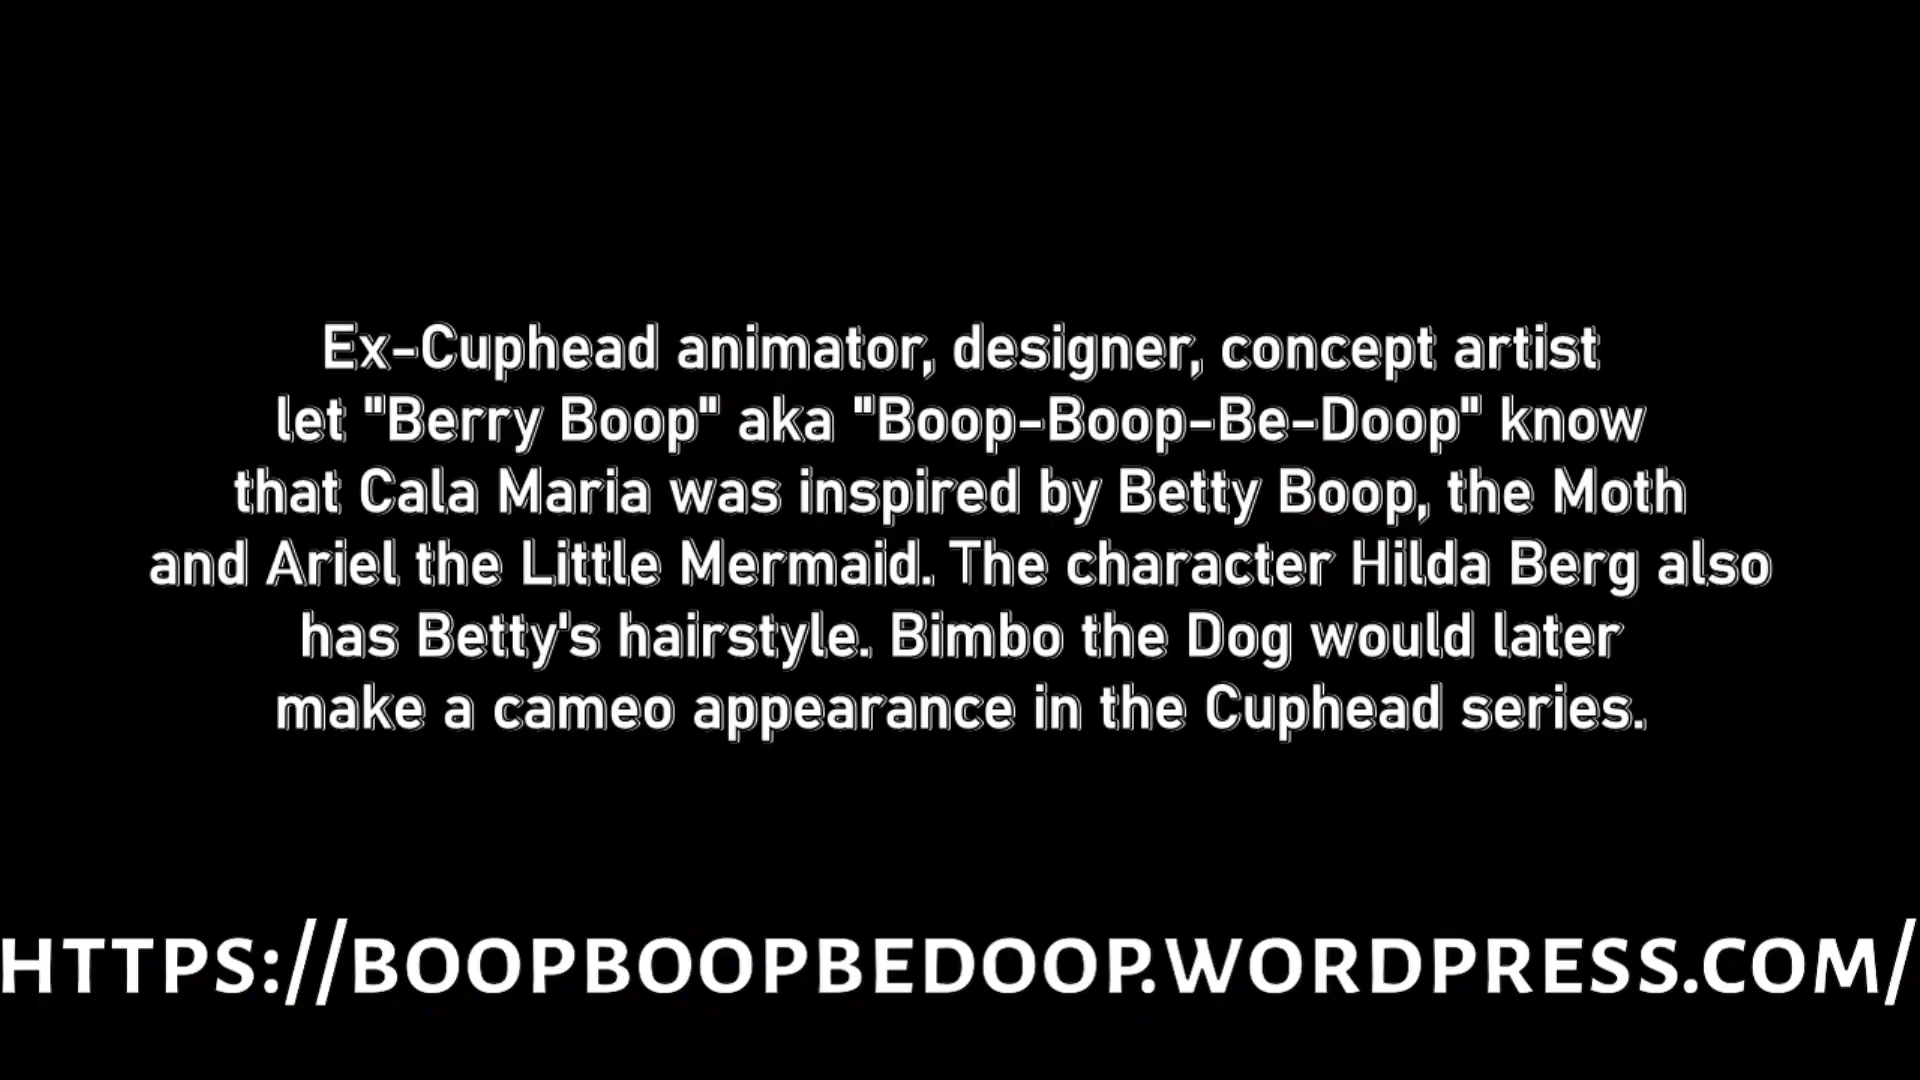 Ex-Cuphead animator, designer, concept artist
let "Berry Boop" aka "Boop-Boop-Be-Doop" know
that Cala Maria was inspired by Betty Boop, the Moth
and Ariel the Little Mermaid. The character Hilda Berg also
has Betty's hairstyle. Bimbo the Dog would later
make a cameo appearance in the Cuphead series.
HTTPS://BOOPBOOPBEDOOP.WORDPRESS.COM/